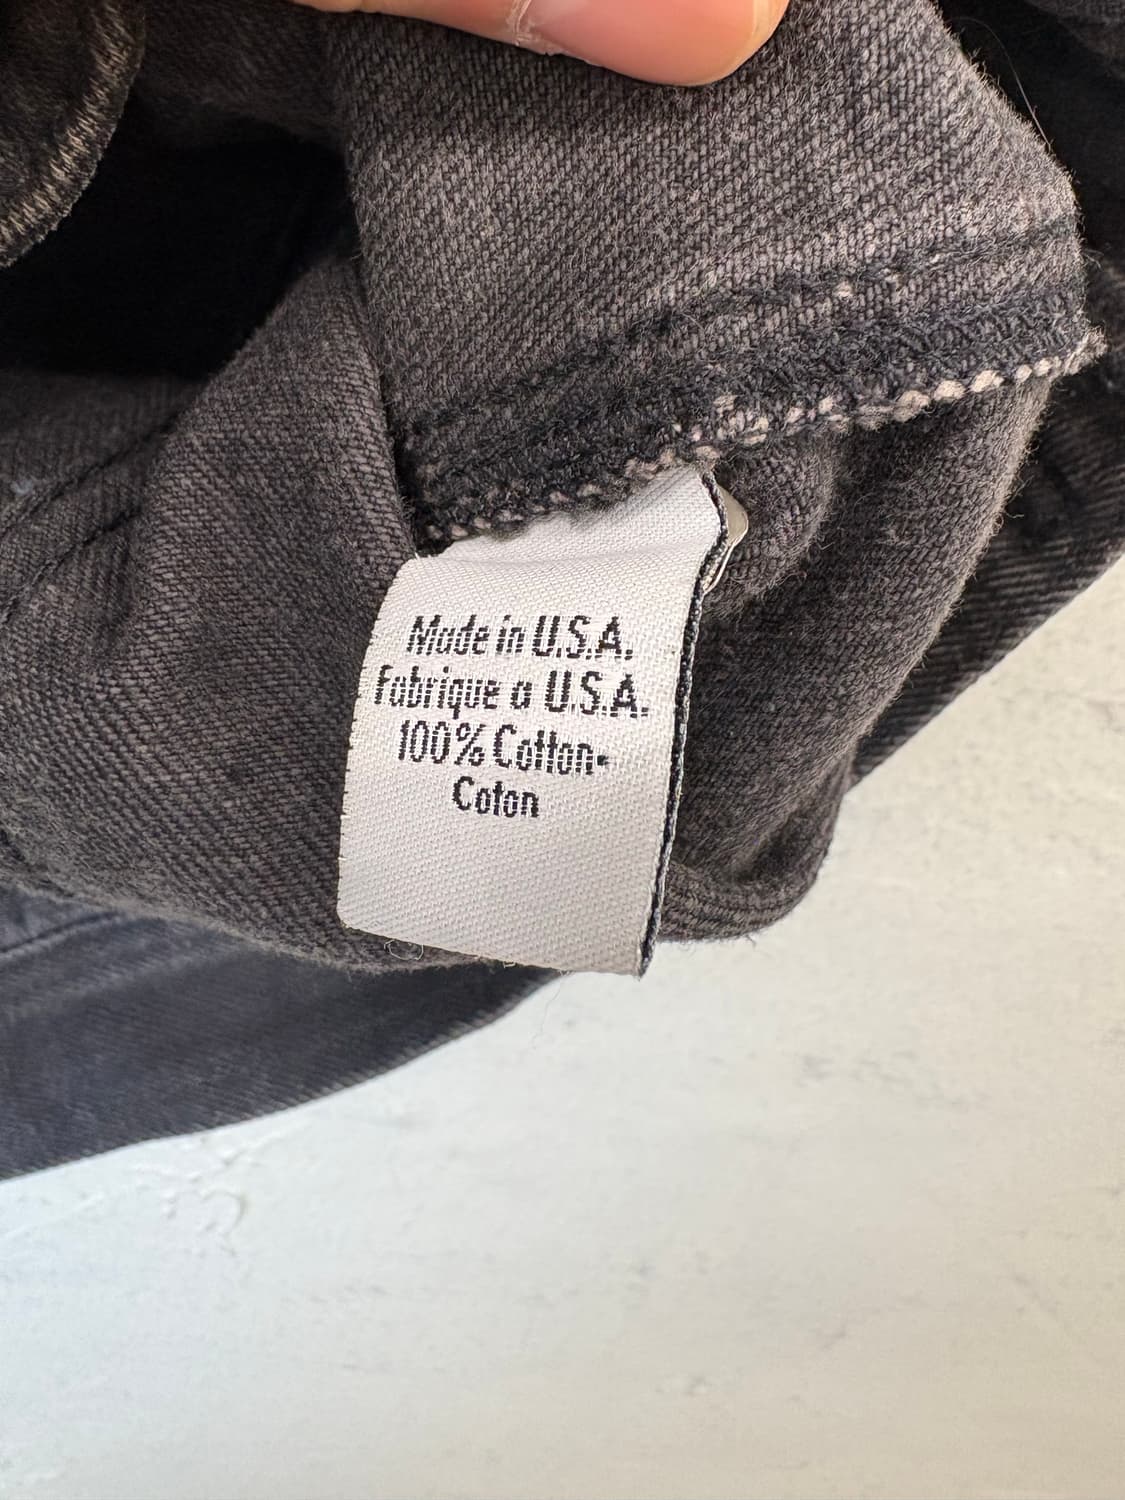 Made in U.S.A.
Fabrique a U.S.A.
100% Cotton-
Coton